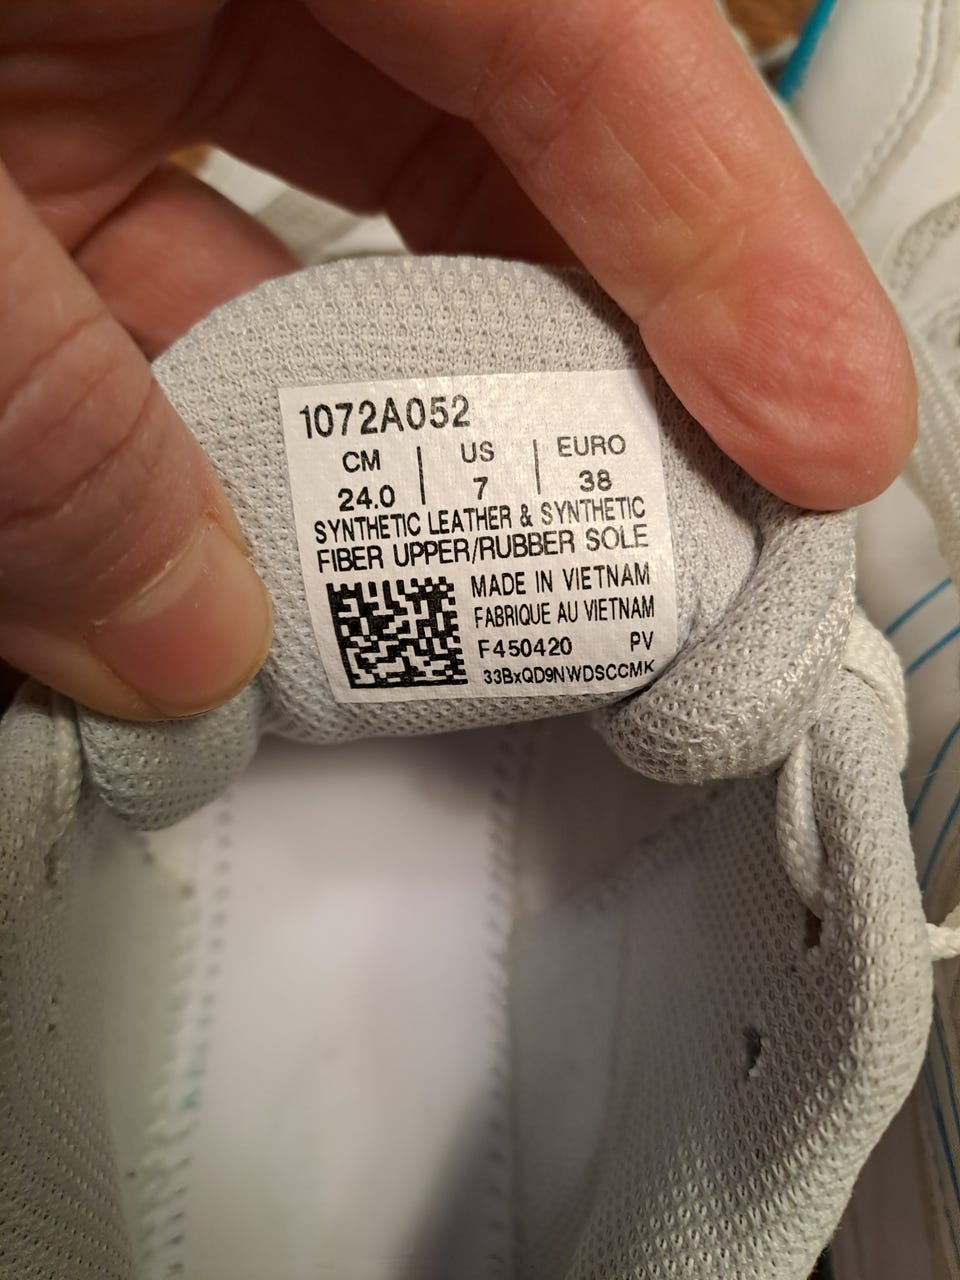 1072A052
CM | US | EURO
24.0 | 7 | 38
SYNTHETIC LEATHER & SYNTHETIC
FIBER UPPER/RUBBER SOLE
MADE IN VIETNAM
FABRIQUE AU VIETNAM
F450420 PV
33BxQD9NWDSCCMK